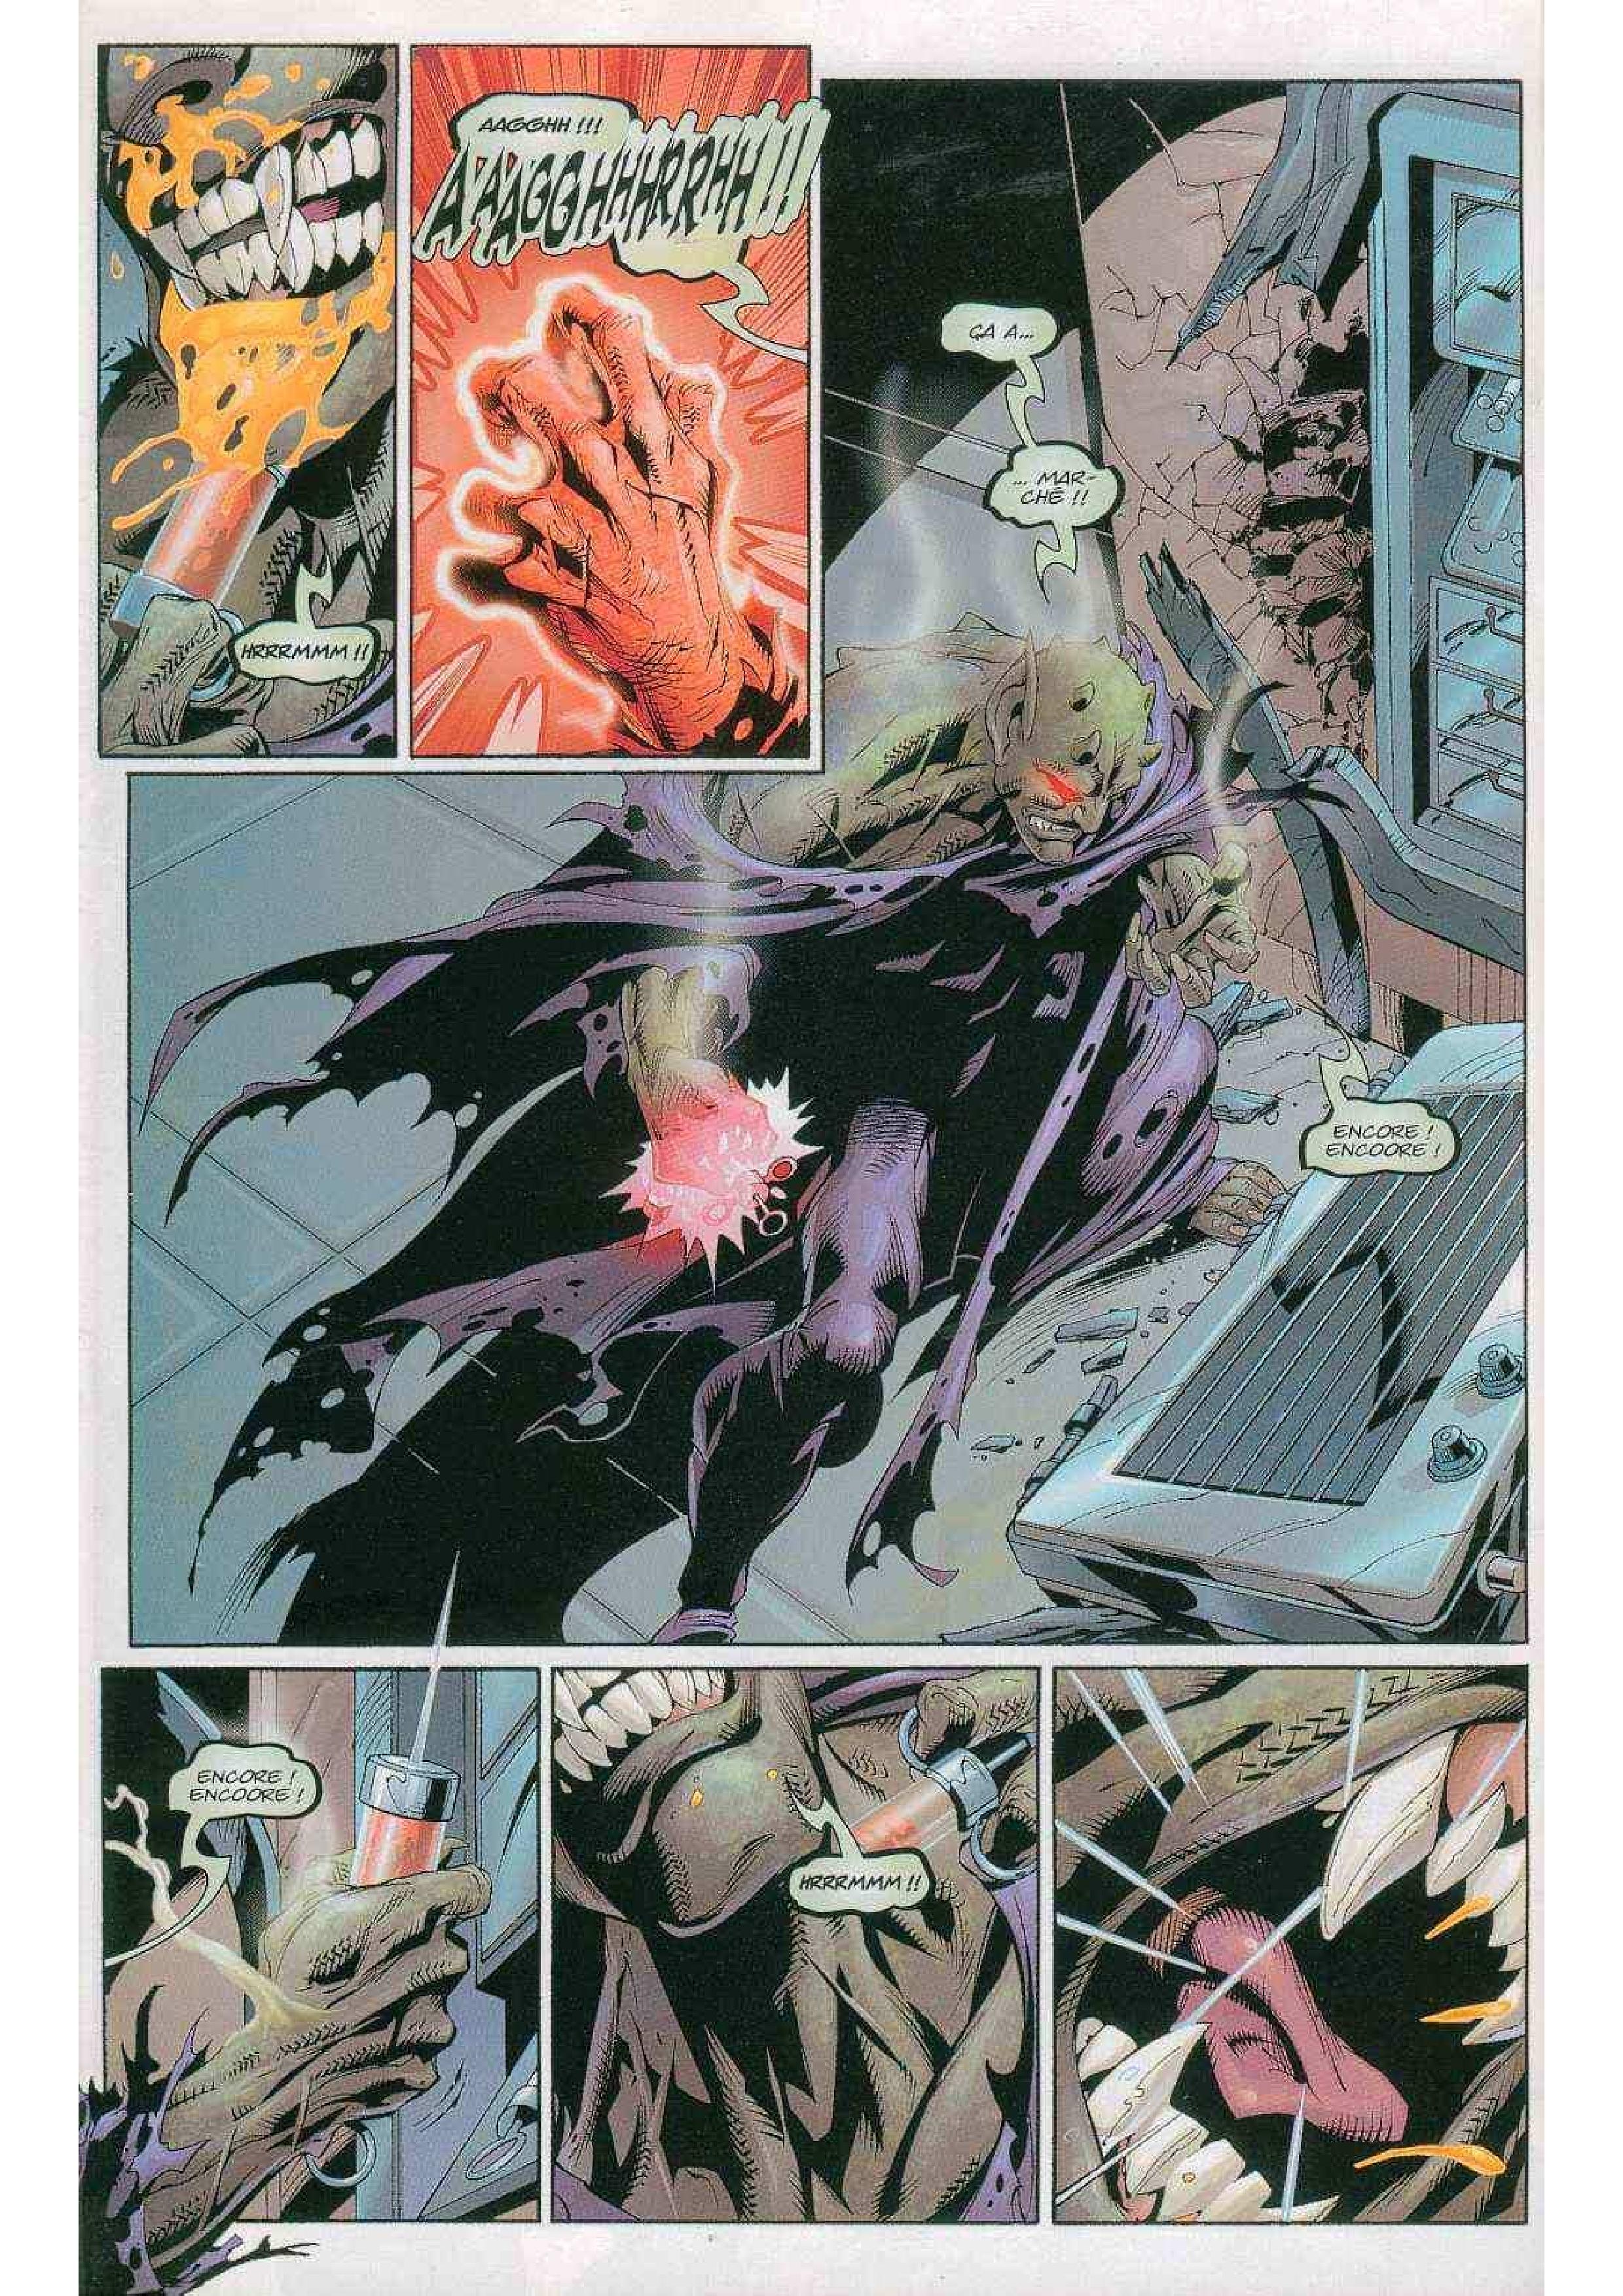 HRRRMMM !!
AAGGHH !!!
AAAGGHHHRRHH!!!
ÇA A...
... MAR-
CHÉ !!
ENCORE !
ENCOORE !
ENCORE !
ENCOORE !
HRRRMMM !!